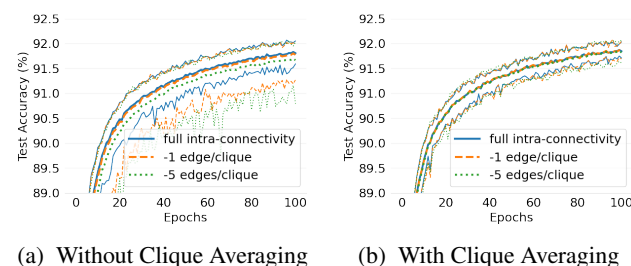 92.5
92.0
91.5
91.0
90.5
90.0
89.5
89.0
Test Accuracy (%)
0 20 40 60 80 100
Epochs
full intra-connectivity
-1 edge/clique
-5 edges/clique
(a) Without Clique Averaging
92.5
92.0
91.5
91.0
90.5
90.0
89.5
89.0
Test Accuracy (%)
0 20 40 60 80 100
Epochs
full intra-connectivity
-1 edge/clique
-5 edges/clique
(b) With Clique Averaging